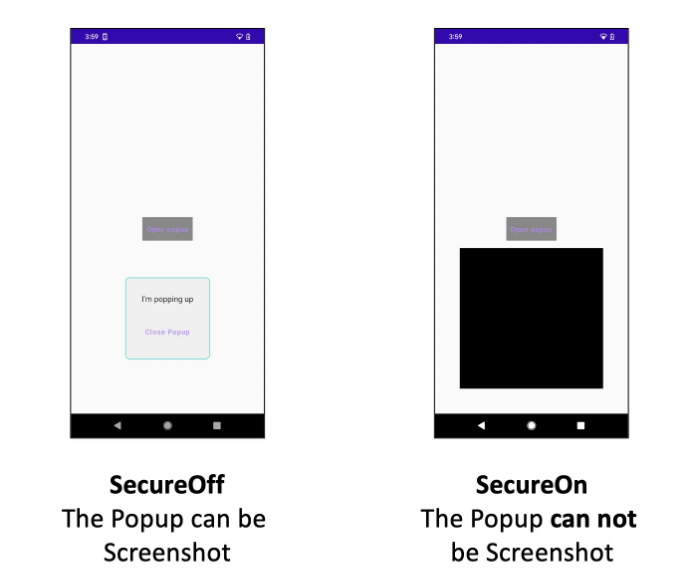 3:59
3:59
Open popup
Open popup
I'm popping up
Close Popup
SecureOff
The Popup can be
Screenshot
SecureOn
The Popup can not
be Screenshot